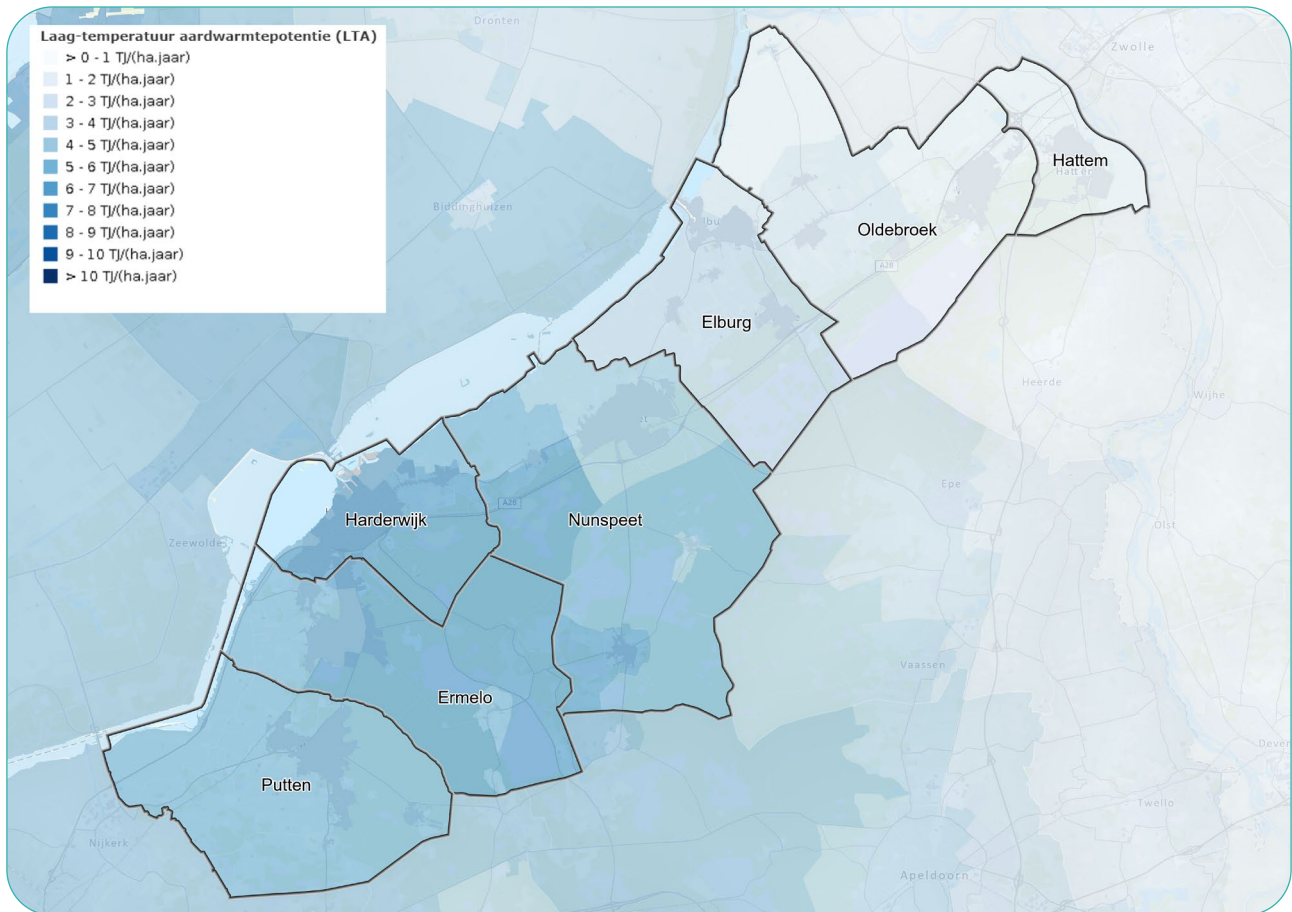 Laag-temperatuur aardwarmtepotentie (LTA)
> 0 - 1 TJ/(ha.jaar)
1 - 2 TJ/(ha.jaar)
2 - 3 TJ/(ha.jaar)
3 - 4 TJ/(ha.jaar)
4 - 5 TJ/(ha.jaar)
5 - 6 TJ/(ha.jaar)
6 - 7 TJ/(ha.jaar)
7 - 8 TJ/(ha.jaar)
8 - 9 TJ/(ha.jaar)
9 - 10 TJ/(ha.jaar)
> 10 TJ/(ha.jaar)
Dronten
Zwolle
Hattem
Biddinghuizen
Oldebroek
A28
Elburg
Heerde
Wijhe
Epe
A28
Harderwijk
Nunspeet
Olst
Zeewolde
Vaassen
Ermelo
Putten
Twello
Nijkerk
Apeldoorn